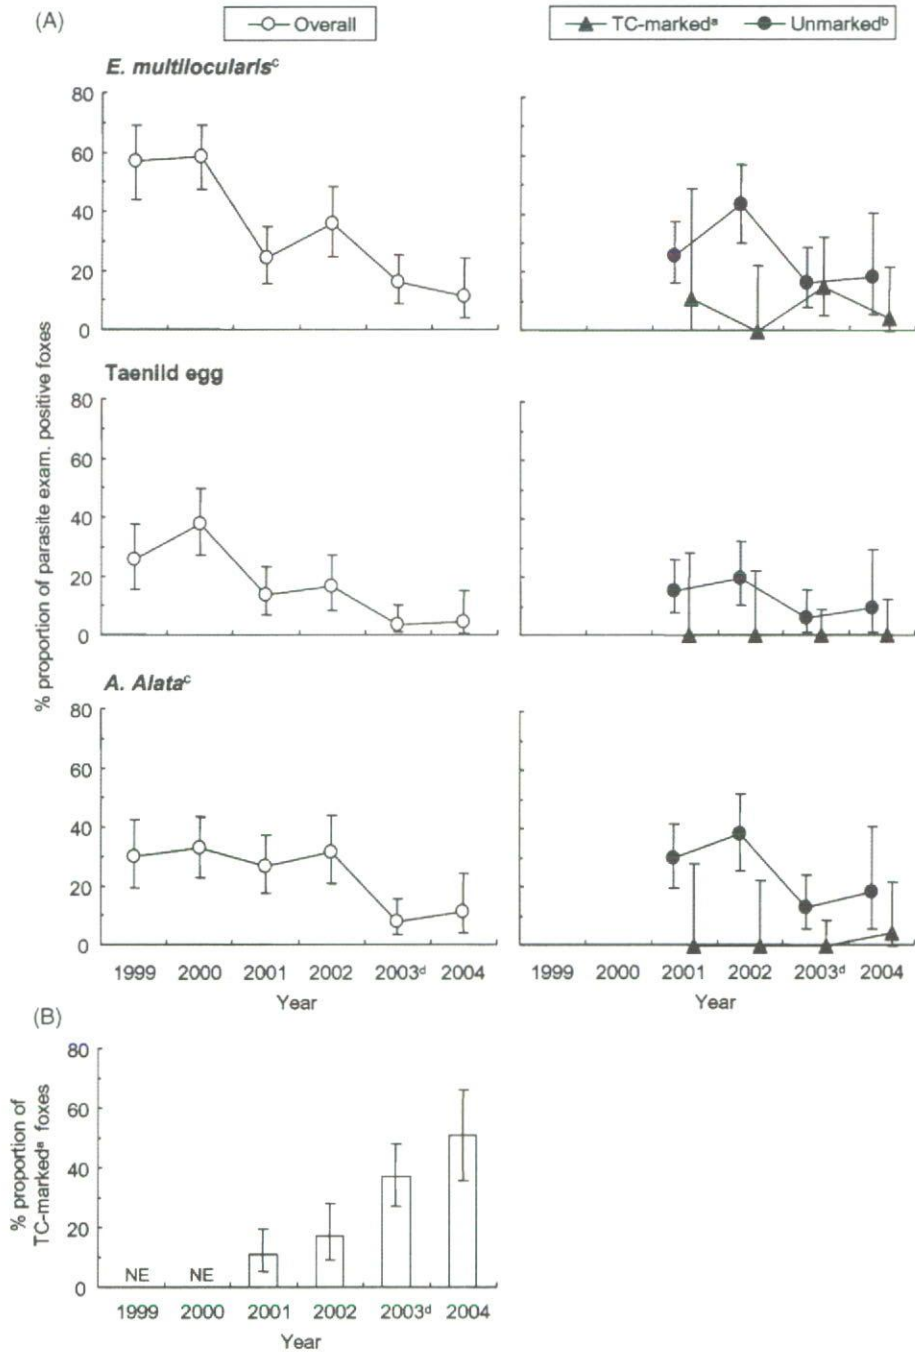 (A)
Overall
TC-markedᵃ Unmarkedᵇ
E. multilocularisᶜ
80
60
40
20
0
Taeniid egg
80
60
40
20
0
A. Alataᶜ
80
60
40
20
0
% proportion of parasite exam. positive foxes
1999 2000 2001 2002 2003ᵈ 2004
Year
1999 2000 2001 2002 2003ᵈ 2004
Year
(B)
80
60
40
20
0
% proportion of
TC-markedᵃ foxes
NE NE
1999 2000 2001 2002 2003ᵈ 2004
Year